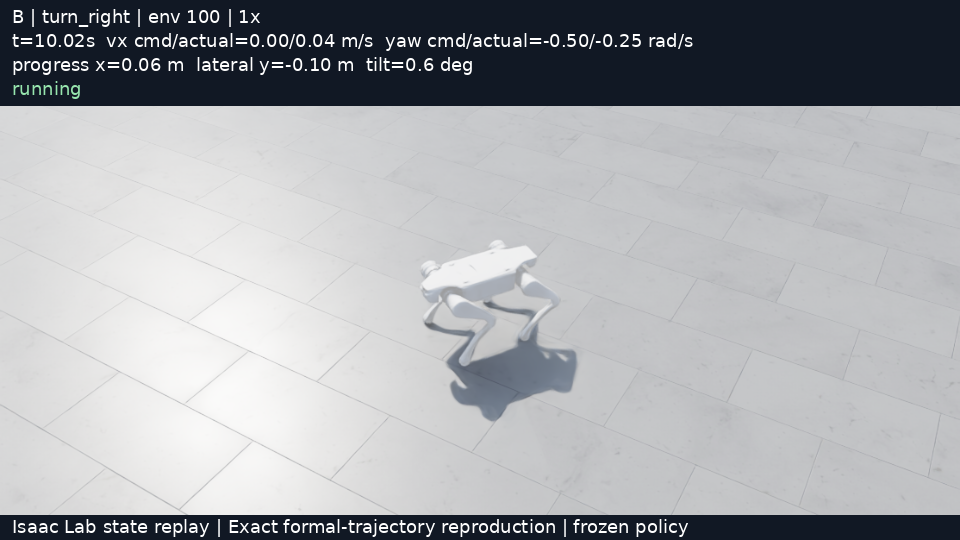 B | turn_right | env 100 | 1x
t=10.02s  vx cmd/actual=0.00/0.04 m/s  yaw cmd/actual=-0.50/-0.25 rad/s
progress x=0.06 m  lateral y=-0.10 m  tilt=0.6 deg
running
Isaac Lab state replay | Exact formal-trajectory reproduction | frozen policy